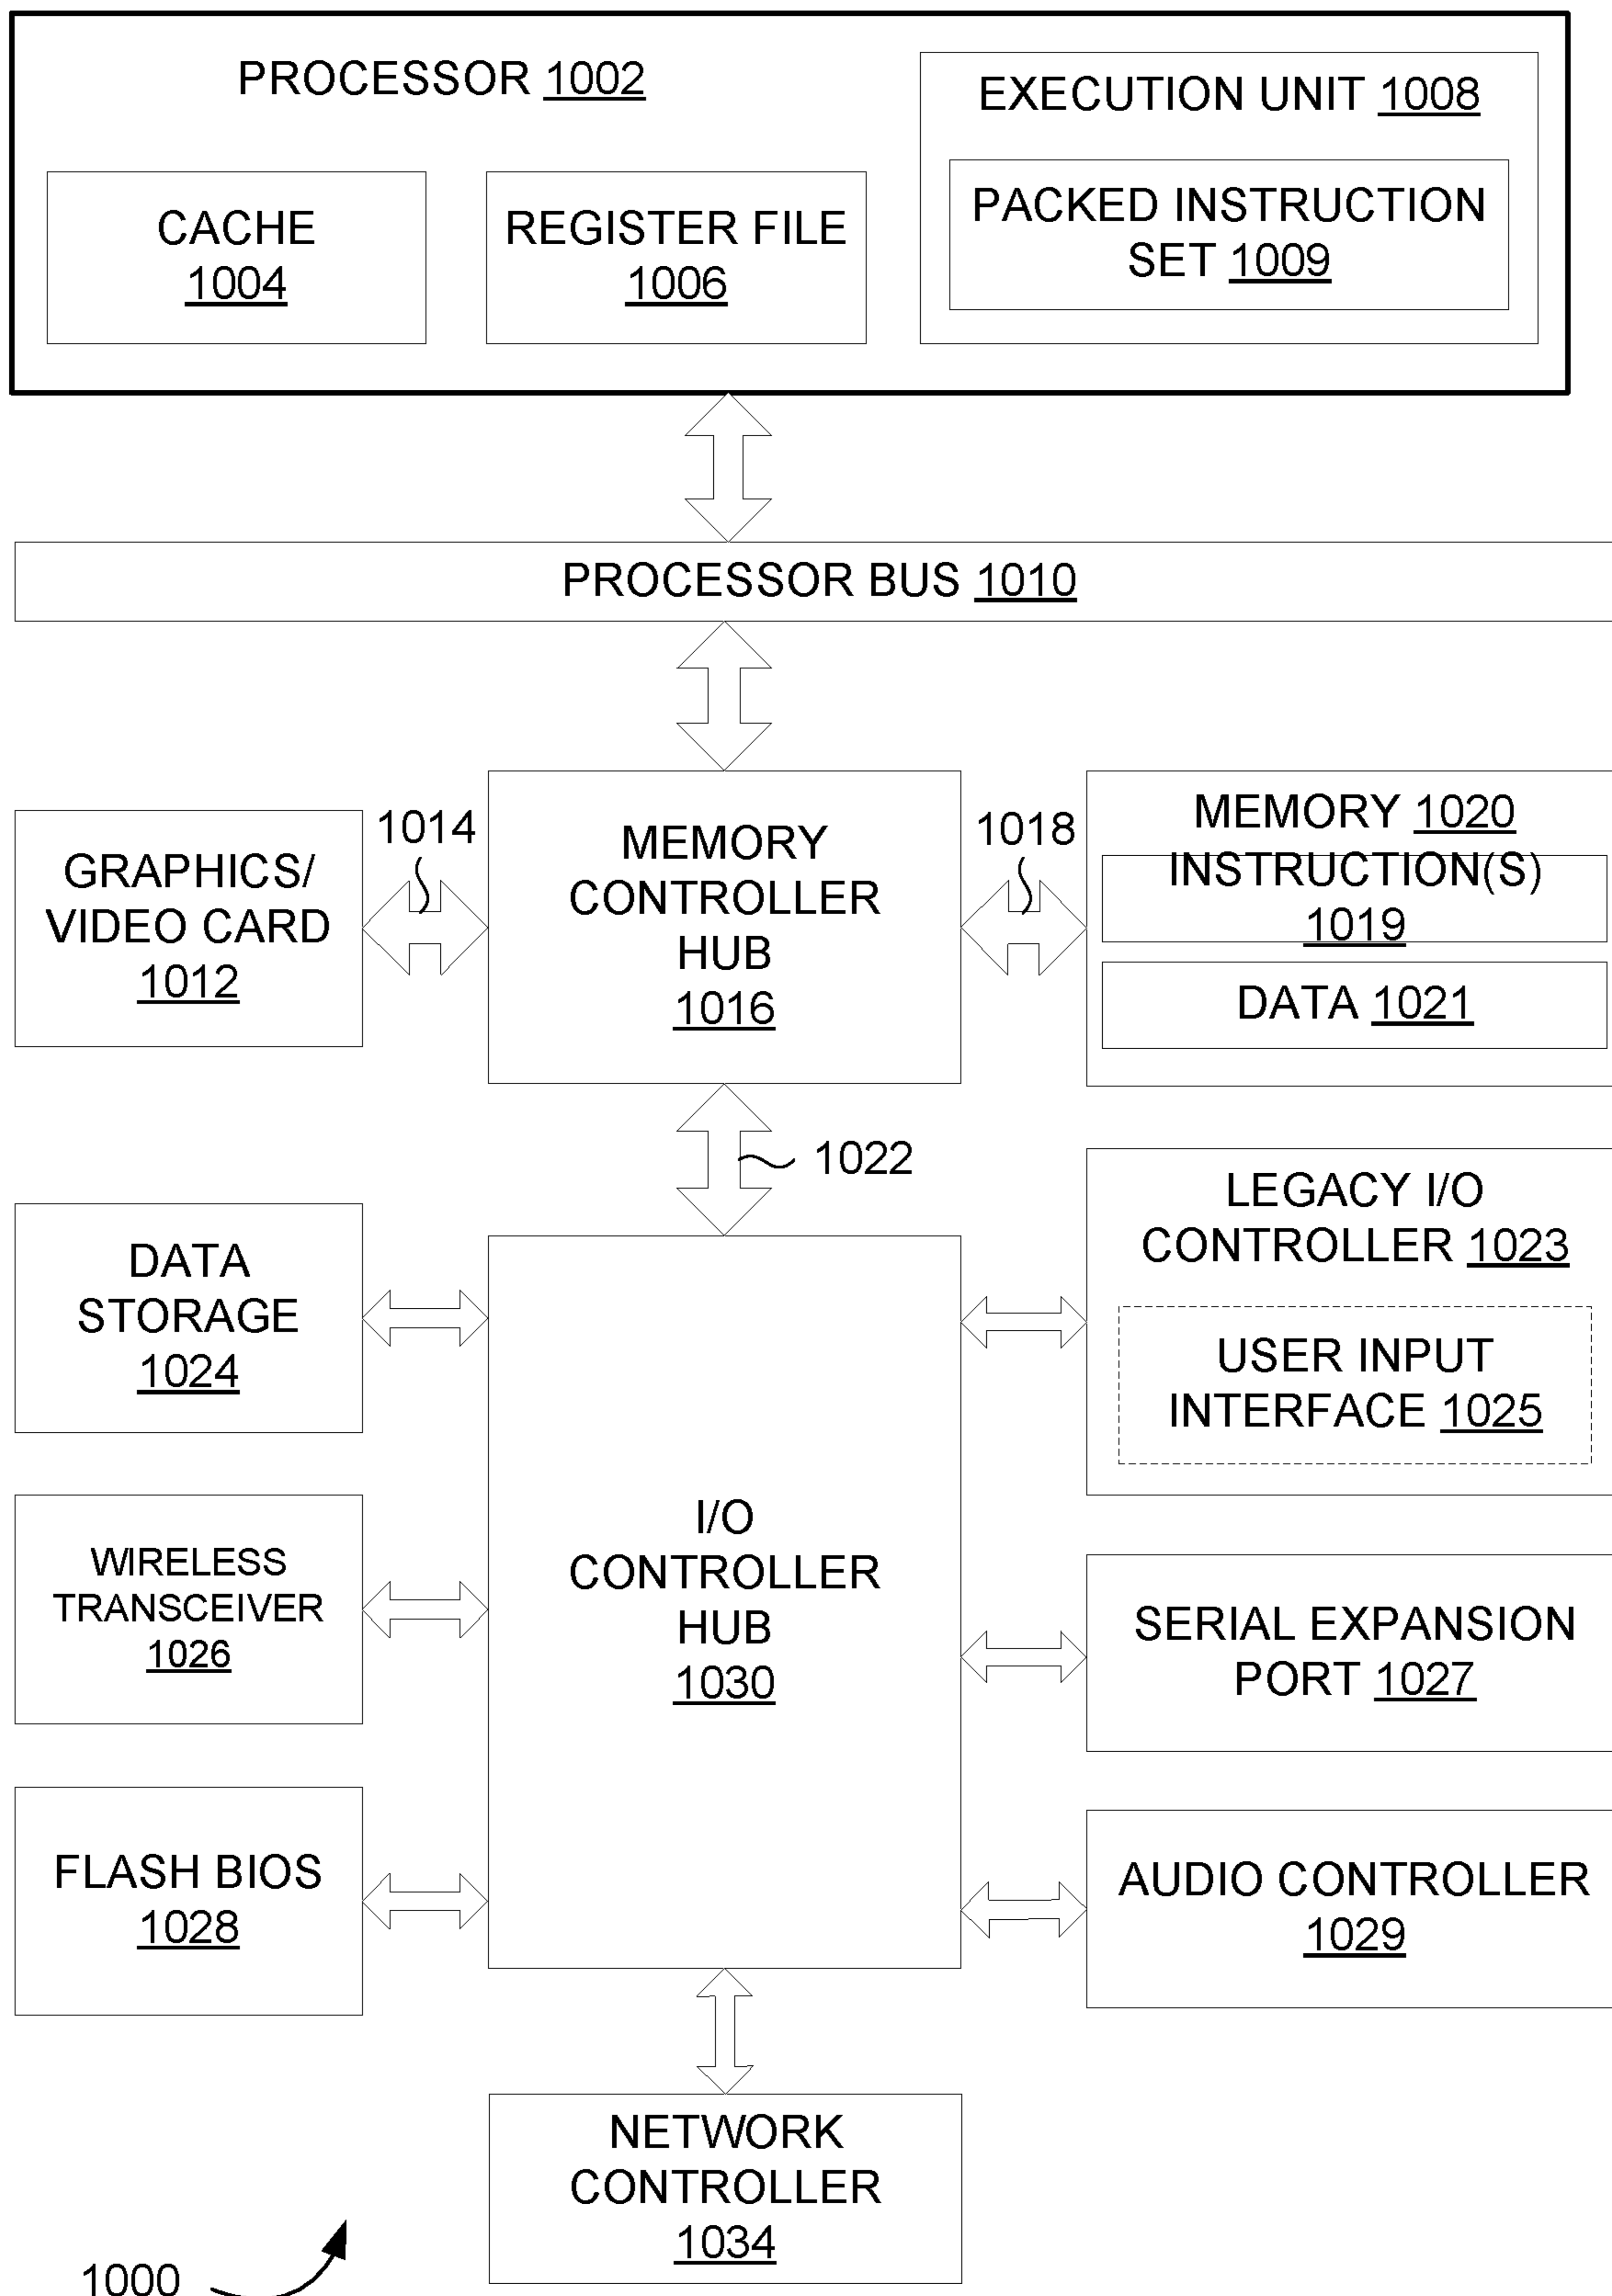 PROCESSOR 1002
EXECUTION UNIT 1008
PACKED INSTRUCTION
SET 1009
CACHE
1004
REGISTER FILE
1006
PROCESSOR BUS 1010
GRAPHICS/
VIDEO CARD
1012
1014
MEMORY
CONTROLLER
HUB
1016
1018
MEMORY 1020
INSTRUCTION(S)
1019
DATA 1021
1022
DATA
STORAGE
1024
LEGACY I/O
CONTROLLER 1023
USER INPUT
INTERFACE 1025
WIRELESS
TRANSCEIVER
1026
I/O
CONTROLLER
HUB
1030
SERIAL EXPANSION
PORT 1027
FLASH BIOS
1028
AUDIO CONTROLLER
1029
NETWORK
CONTROLLER
1034
1000